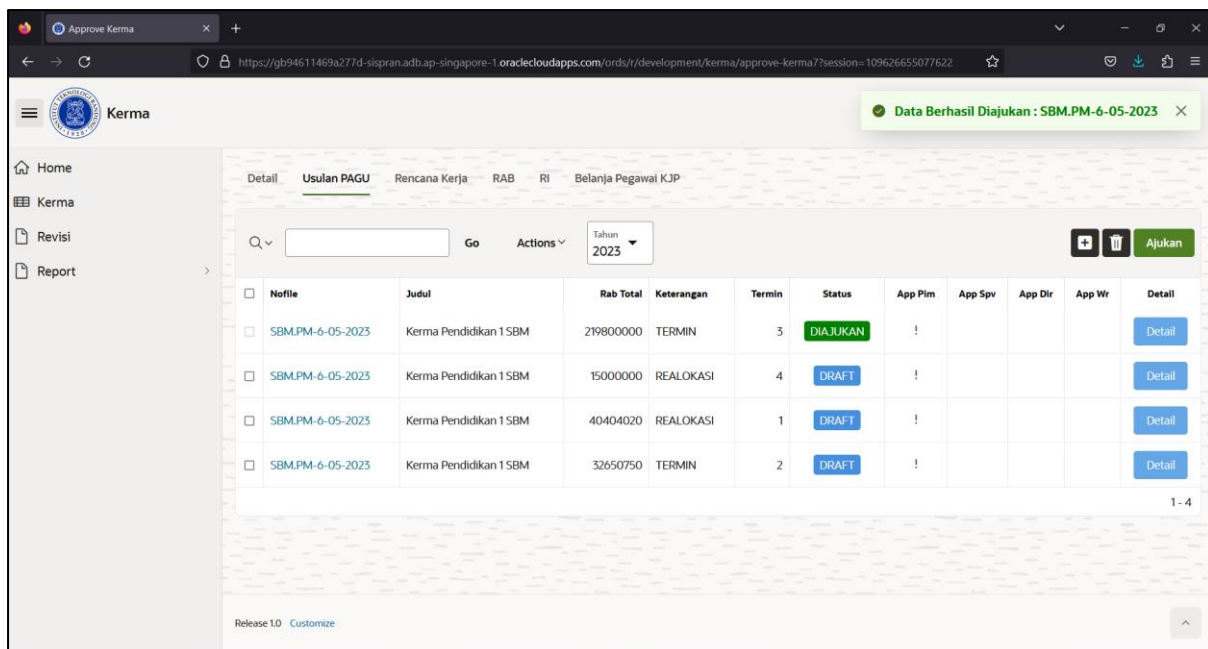 Approve Kerma
https://gb94611469a277d-sispran.adb.ap-singapore-1.oraclecloudapps.com/ords/r/development/kerma/approve-kerma7?session=109626655077622
Kerma
Data Berhasil Diajukan : SBM.PM-6-05-2023
Home
Kerma
Revisi
Report
Detail Usulan PAGU Rencana Kerja RAB RI Belanja Pegawai KJP
Go Actions Tahun 2023 Ajukan
Nofile Judul Rab Total Keterangan Termin Status App Pim App Spv App Dir App Wr Detail
SBM.PM-6-05-2023 Kerma Pendidikan 1 SBM 219800000 TERMIN 3 DIAJUKAN ! Detail
SBM.PM-6-05-2023 Kerma Pendidikan 1 SBM 15000000 REALOKASI 4 DRAFT ! Detail
SBM.PM-6-05-2023 Kerma Pendidikan 1 SBM 40404020 REALOKASI 1 DRAFT ! Detail
SBM.PM-6-05-2023 Kerma Pendidikan 1 SBM 32650750 TERMIN 2 DRAFT ! Detail
1 - 4
Release 1.0 Customize